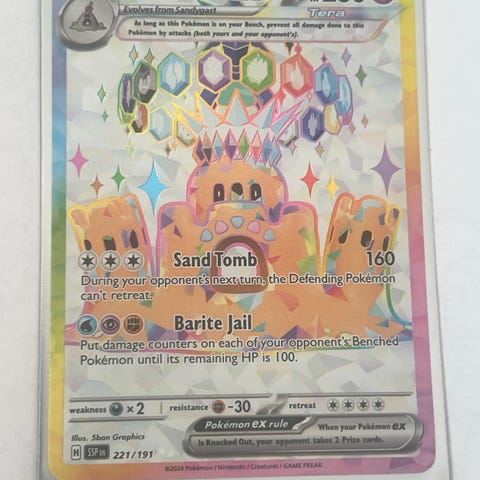 Evolves from Sandygast
Tera
As long as this Pokémon is on your Bench, prevent all damage done to this
Pokémon by attacks (both yours and your opponent's).
Sand Tomb 160
During your opponent's next turn, the Defending Pokémon
can't retreat.
Barite Jail
Put damage counters on each of your opponent's Benched
Pokémon until its remaining HP is 100.
weakness ×2 resistance -30 retreat
Pokémon ex rule When your Pokémon ex
is Knocked Out, your opponent takes 2 Prize cards.
Illus. 5ban Graphics
H SSP EN 221/191
©2024 Pokémon / Nintendo / Creatures / GAME FREAK